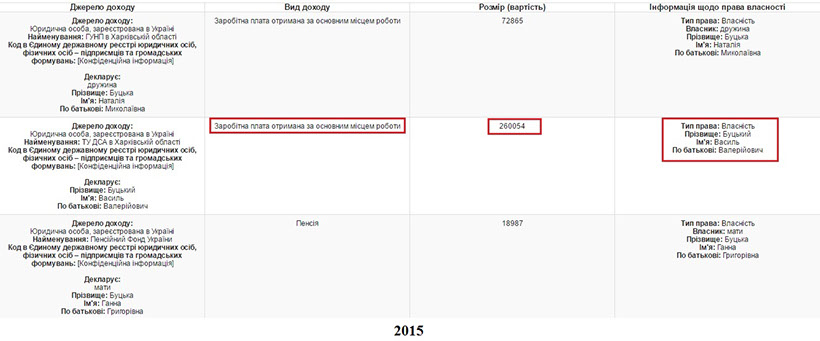 Джерело доходу
Вид доходу
Розмір (вартість)
Інформація щодо права власності
Джерело доходу:
Юридична особа, зареєстрована в Україні
Найменування: ГУНП в Харківській області
Код в Єдиному державному реєстрі юридичних осіб,
фізичних осіб – підприємців та громадських
формувань: [Конфіденційна інформація]
Декларує:
дружина
Прізвище: Буцька
Ім'я: Наталія
По батькові: Миколаївна
Заробітна плата отримана за основним місцем роботи
72865
Тип права: Власність
Власник: дружина
Прізвище: Буцька
Ім'я: Наталія
По батькові: Миколаївна
Джерело доходу:
Юридична особа, зареєстрована в Україні
Найменування: ТУ ДСА в Харківській області
Код в Єдиному державному реєстрі юридичних осіб,
фізичних осіб – підприємців та громадських
формувань: [Конфіденційна інформація]
Декларує:
Прізвище: Буцький
Ім'я: Василь
По батькові: Валерійович
Заробітна плата отримана за основним місцем роботи
260054
Тип права: Власність
Прізвище: Буцький
Ім'я: Василь
По батькові: Валерійович
Джерело доходу:
Юридична особа, зареєстрована в Україні
Найменування: Пенсійний Фонд України
Код в Єдиному державному реєстрі юридичних осіб,
фізичних осіб – підприємців та громадських
формувань: [Конфіденційна інформація]
Декларує:
мати
Прізвище: Буцька
Ім'я: Ганна
По батькові: Григорівна
Пенсія
18987
Тип права: Власність
Власник: мати
Прізвище: Буцька
Ім'я: Ганна
По батькові: Григорівна
2015